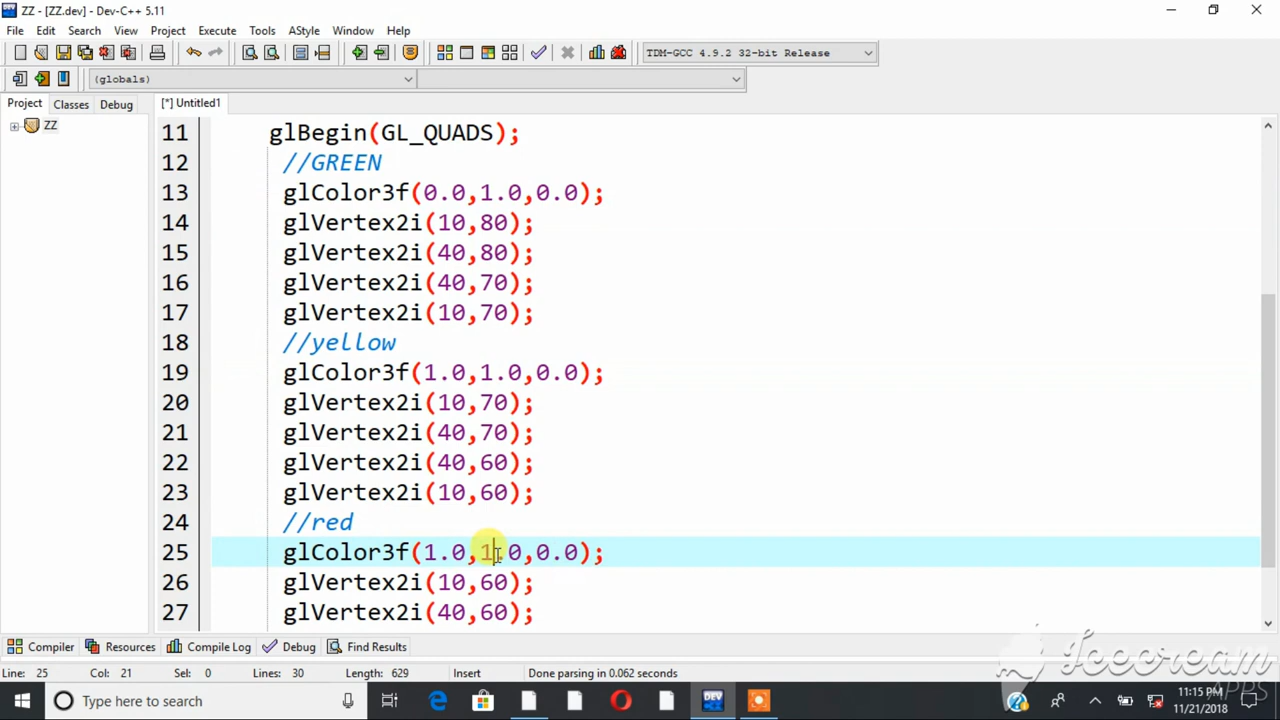 ZZ - [ZZ.dev] - Dev-C++ 5.11
File Edit Search View Project Execute Tools AStyle Window Help
TDM-GCC 4.9.2 32-bit Release
(globals)
Project Classes Debug [*] Untitled1
ZZ
11 glBegin(GL_QUADS);
12 //GREEN
13 glColor3f(0.0,1.0,0.0);
14 glVertex2i(10,80);
15 glVertex2i(40,80);
16 glVertex2i(40,70);
17 glVertex2i(10,70);
18 //yellow
19 glColor3f(1.0,1.0,0.0);
20 glVertex2i(10,70);
21 glVertex2i(40,70);
22 glVertex2i(40,60);
23 glVertex2i(10,60);
24 //red
25 glColor3f(1.0,1.0,0.0);
26 glVertex2i(10,60);
27 glVertex2i(40,60);
Compiler Resources Compile Log Debug Find Results
Line: 25 Col: 21 Sel: 0 Lines: 30 Length: 629 Insert Done parsing in 0.062 seconds
Icecream
APPS
Type here to search
DEV
11:15 PM
11/21/2018